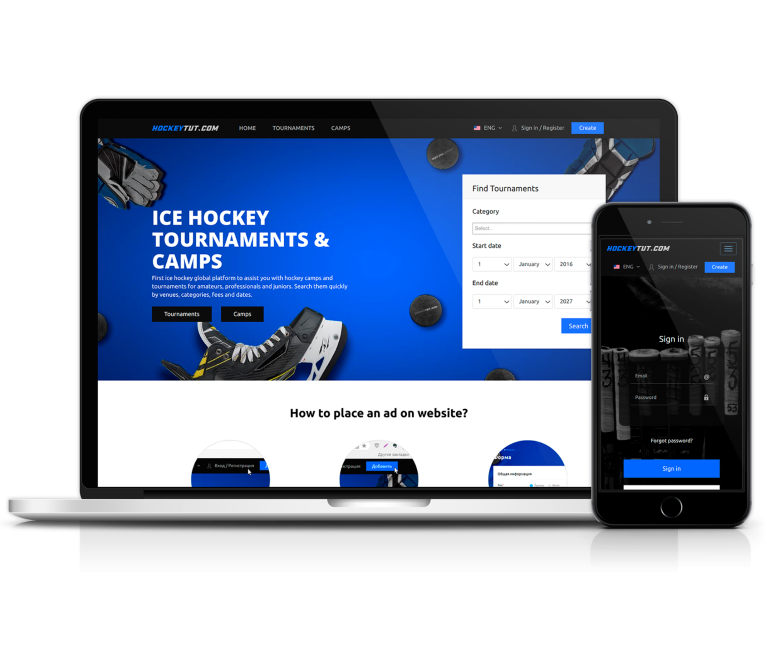 HOCKEYTUT.COM HOME TOURNAMENTS CAMPS ENG Sign in / Register Create
ICE HOCKEY
TOURNAMENTS &
CAMPS
First ice hockey global platform to assist you with hockey camps and
tournaments for amateurs, professionals and juniors. Search them quickly
by venues, categories, fees and dates.
Tournaments Camps
Find Tournaments
Category
Select
Start date
1 January 2016
End date
1 January 2027
Search
How to place an ad on website?
Вход / Регистрация
Другие закладки
Добавить
Общая информация
HOCKEYTUT.COM
ENG Sign in / Register Create
Sign in
Email @
Password
Forgot password?
Sign in